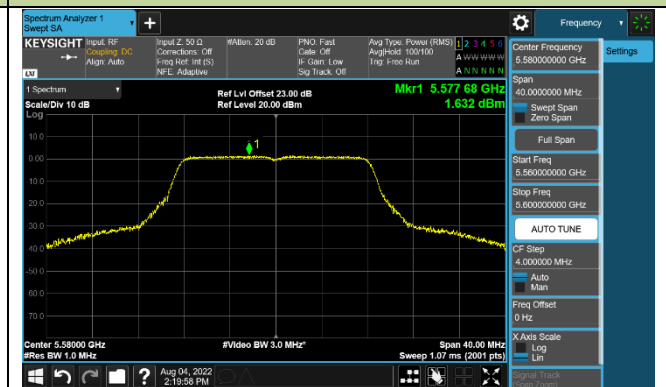 Spectrum Analyzer 1
Swept SA
+
Frequency
KEYSIGHT Input: RF Input Z: 50 Ω #Atten: 20 dB PNO: Fast Avg Type: Power (RMS) 1 2 3 4 5 6
Coupling: DC Corrections: Off Gate: Off Avg|Hold: 100/100 A W W W W W
Align: Auto Freq Ref: Int (S) IF Gain: Low Trig: Free Run
NFE: Adaptive Sig Track: Off A N N N N N
LXI
1 Spectrum
Scale/Div 10 dB
Log
Ref Lvl Offset 23.00 dB
Ref Level 20.00 dBm
Mkr1 5.577 68 GHz
1.632 dBm
1
10.0
0.00
10.0
20.0
30.0
40.0
-50.0
60.0
70.0
Center 5.58000 GHz
#Res BW 1.0 MHz
#Video BW 3.0 MHz*
Span 40.00 MHz
Sweep 1.07 ms (2001 pts)
Center Frequency
5.580000000 GHz
Span
40.0000000 MHz
Swept Span
Zero Span
Full Span
Start Freq
5.560000000 GHz
Stop Freq
5.600000000 GHz
AUTO TUNE
CF Step
4.000000 MHz
Auto
Man
Freq Offset
0 Hz
X Axis Scale
Log
Lin
Signal Track
(Span Zoom)
Settings
?
Aug 04, 2022
2:19:58 PM